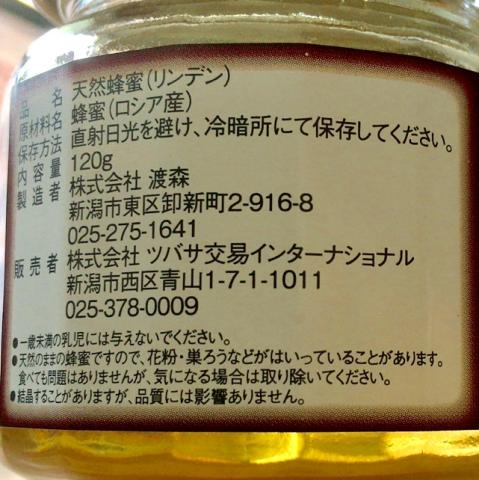 品名 天然蜂蜜(リンデン)
原材料名 蜂蜜(ロシア産)
保存方法 直射日光を避け、冷暗所にて保存してください。
内容量 120g
製造者 株式会社 渡森
新潟市東区卸新町2-916-8
025-275-1641
販売者 株式会社 ツバサ交易インターナショナル
新潟市西区青山1-7-1-1011
025-378-0009
●一歳未満の乳児には与えないでください。
●天然のままの蜂蜜ですので、花粉・巣ろうなどがはいっていることがあります。
食べても問題はありませんが、気になる場合は取り除いてください。
●結晶することがありますが、品質には影響ありません。